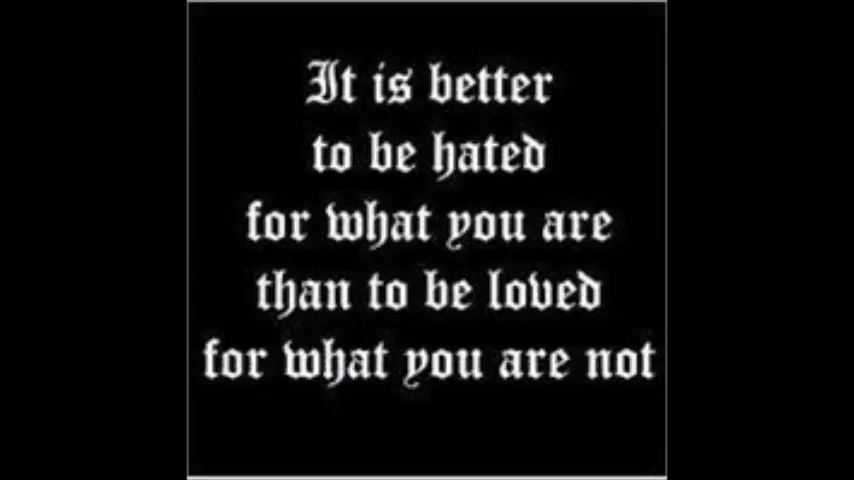 It is better
to be hated
for what you are
than to be loved
for what you are not